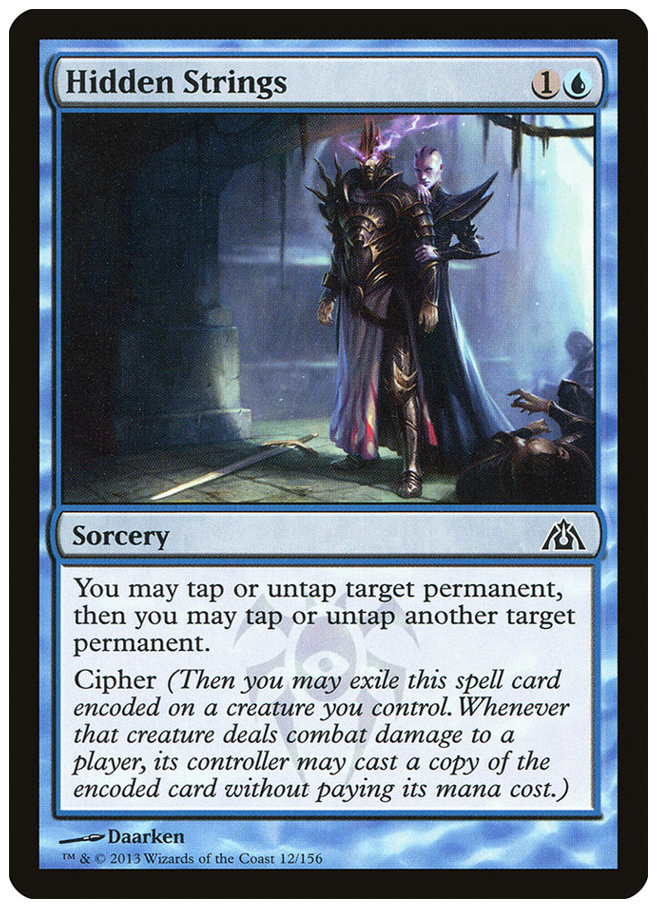 Hidden Strings
1
Sorcery
You may tap or untap target permanent,
then you may tap or untap another target
permanent.
Cipher (Then you may exile this spell card
encoded on a creature you control. Whenever
that creature deals combat damage to a
player, its controller may cast a copy of the
encoded card without paying its mana cost.)
Daarken
™ & © 2013 Wizards of the Coast 12/156